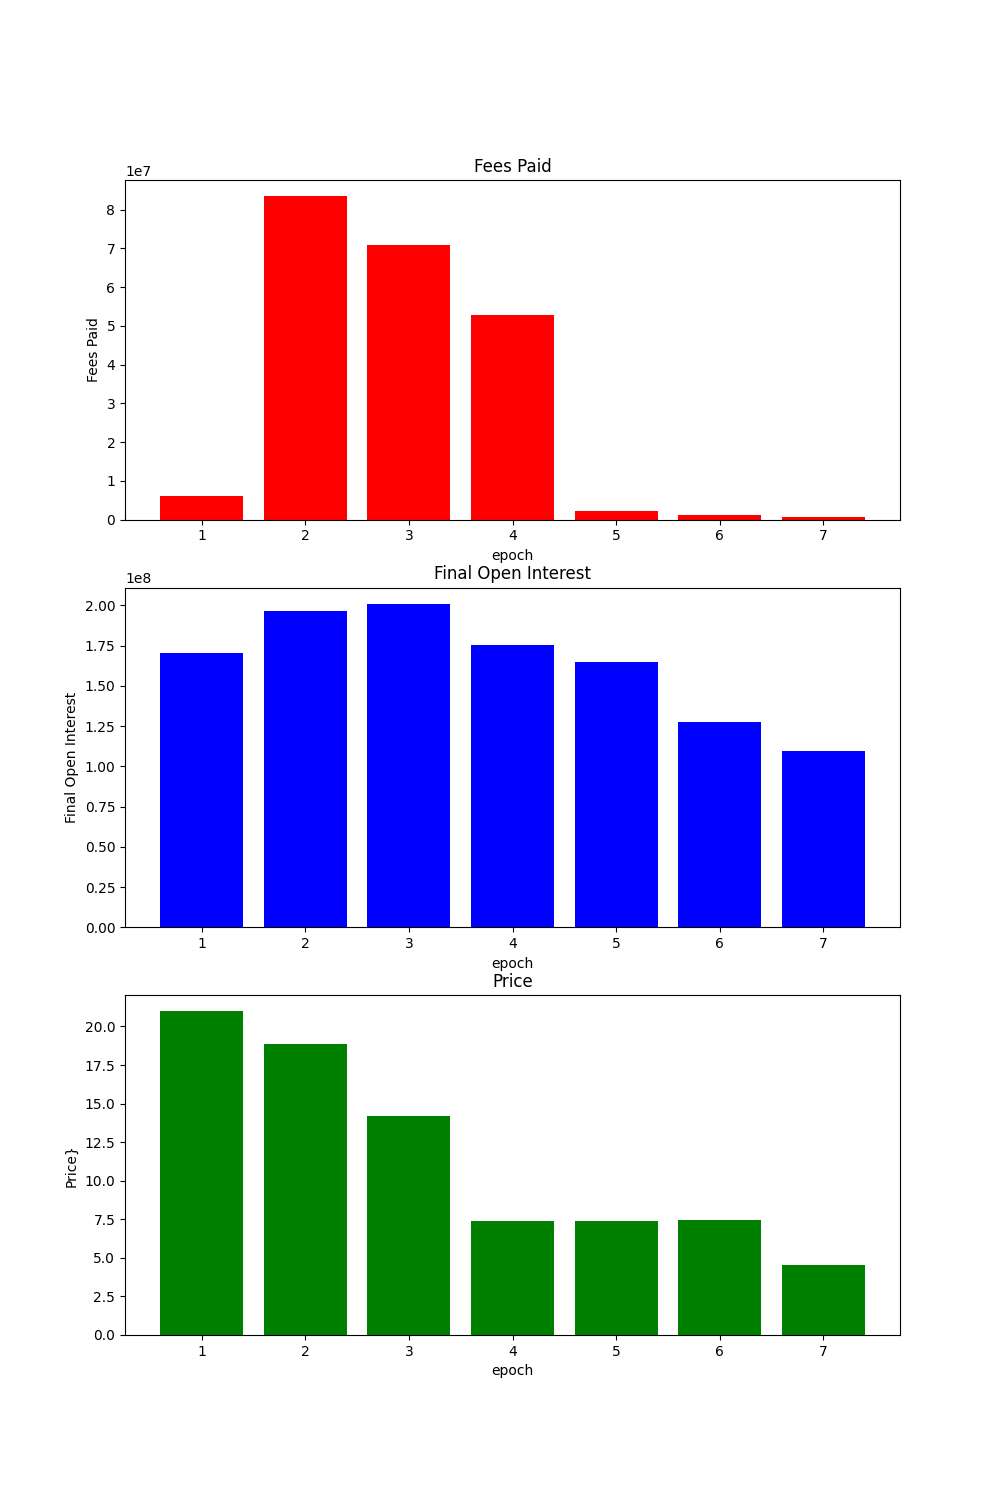 Fees Paid
1e7
8
7
6
5
4
3
2
1
0
Fees Paid
1 2 3 4 5 6 7
epoch
Final Open Interest
1e8
2.00
1.75
1.50
1.25
1.00
0.75
0.50
0.25
0.00
Final Open Interest
1 2 3 4 5 6 7
epoch
Price
20.0
17.5
15.0
12.5
10.0
7.5
5.0
2.5
0.0
Price}
1 2 3 4 5 6 7
epoch